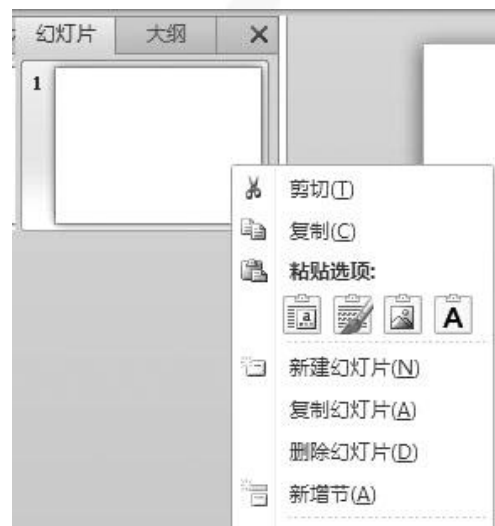 幻灯片 大纲
1
剪切(T)
复制(C)
粘贴选项:
新建幻灯片(N)
复制幻灯片(A)
删除幻灯片(D)
新增节(A)